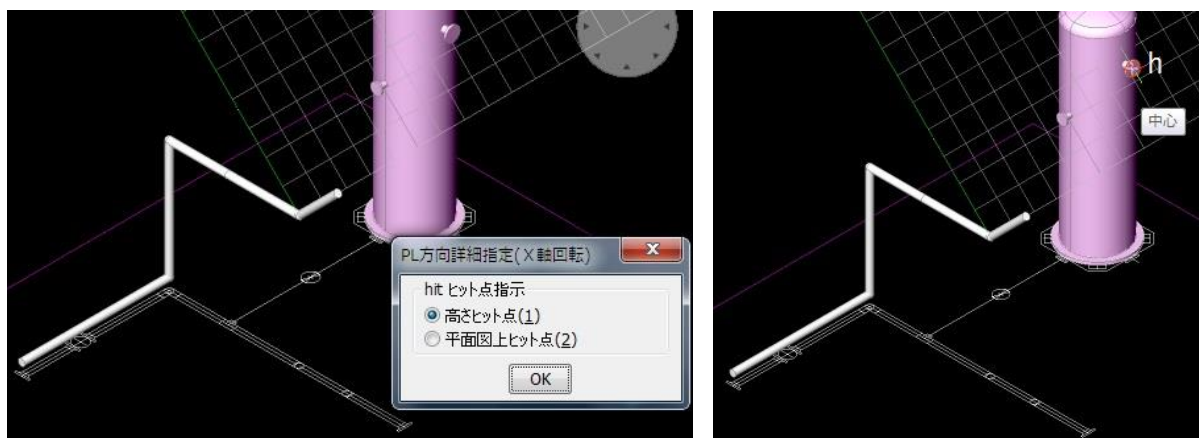 PL方向詳細指定(X軸回転)
hit ヒット点指示
高さヒット点(1)
平面図上ヒット点(2)
OK
h
中心